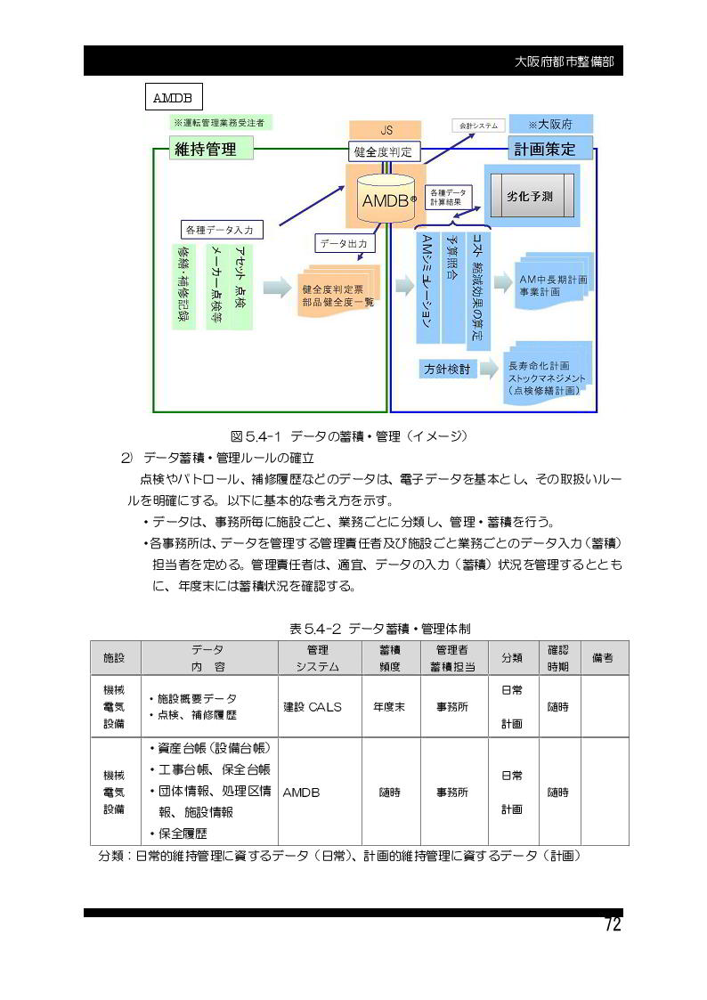 大阪府都市整備部
AMDB
※運転管理業務受注者
維持管理
JS
健全度判定
会計システム
※大阪府
計画策定
AMDB®
各種データ
計算結果
劣化予測
各種データ入力
データ出力
修繕・補修記録
メーカー点検等
アセット点検
健全度判定票
部品健全度一覧
AMシミュレーション
予算照合
コスト縮減効果の算定
AM中長期計画
事業計画
方針検討
長寿命化計画
ストックマネジメント
（点検修繕計画）
図 5.4-1 データの蓄積・管理（イメージ）
2) データ蓄積・管理ルールの確立
点検やパトロール、補修履歴などのデータは、電子データを基本とし、その取扱いルー
ルを明確にする。以下に基本的な考え方を示す。
・データは、事務所毎に施設ごと、業務ごとに分類し、管理・蓄積を行う。
・各事務所は、データを管理する管理責任者及び施設ごと業務ごとのデータ入力（蓄積）
担当者を定める。管理責任者は、適宜、データの入力（蓄積）状況を管理するととも
に、年度末には蓄積状況を確認する。
表 5.4-2 データ蓄積・管理体制
施設 データ 内 容 管理 システム 蓄積 頻度 管理者 蓄積担当 分類 確認 時期 備考
機械 電気 設備 ・施設概要データ ・点検、補修履歴 建設 CALS 年度末 事務所 日常 計画 随時
機械 電気 設備 ・資産台帳（設備台帳） ・工事台帳、保全台帳 ・団体情報、処理区情報、施設情報 ・保全履歴 AMDB 随時 事務所 日常 計画 随時
分類：日常的維持管理に資するデータ（日常）、計画的維持管理に資するデータ（計画）
72